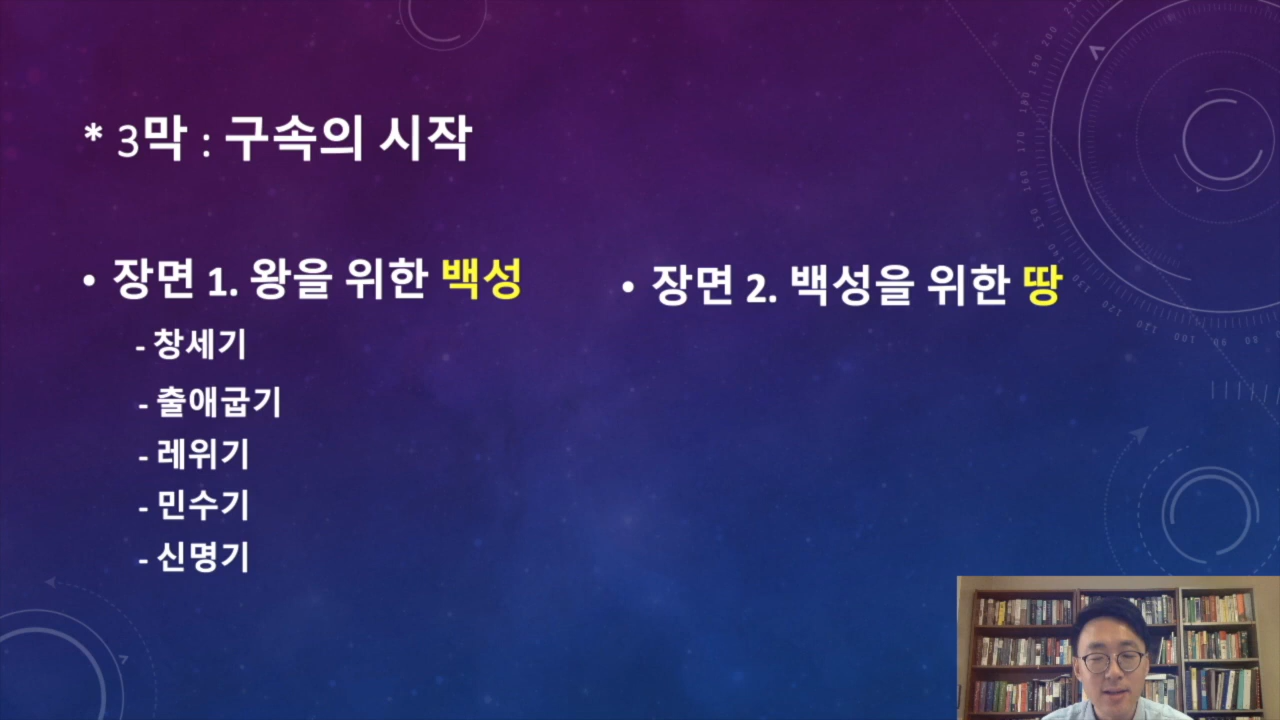 * 3막 : 구속의 시작
• 장면 1. 왕을 위한 백성
- 창세기
- 출애굽기
- 레위기
- 민수기
- 신명기
• 장면 2. 백성을 위한 땅